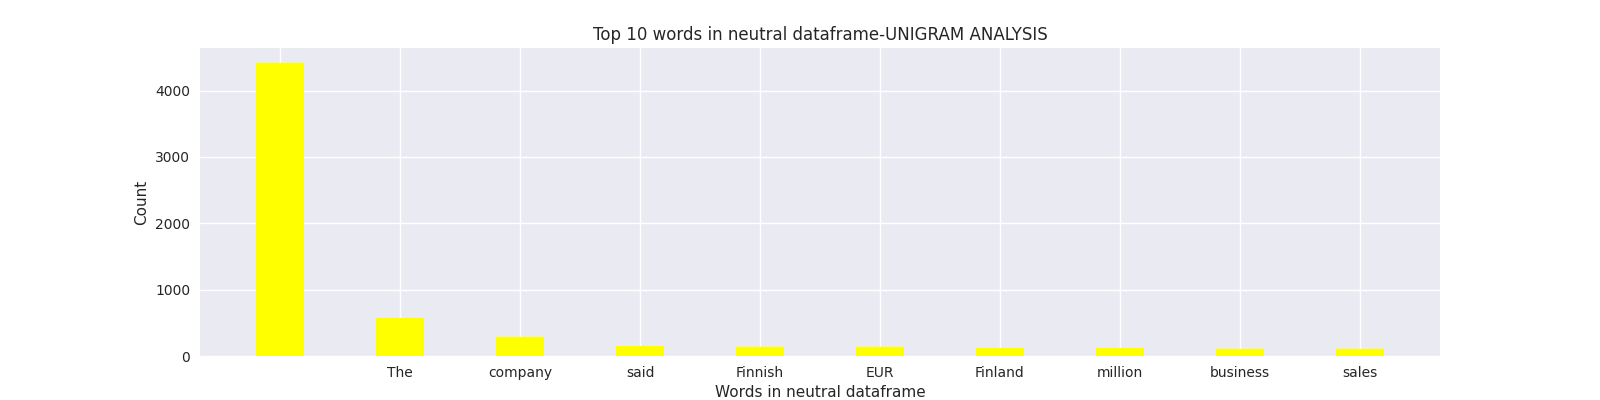 Top 10 words in neutral dataframe-UNIGRAM ANALYSIS
4000
3000
2000
1000
0
Count
The company said Finnish EUR Finland million business sales
Words in neutral dataframe